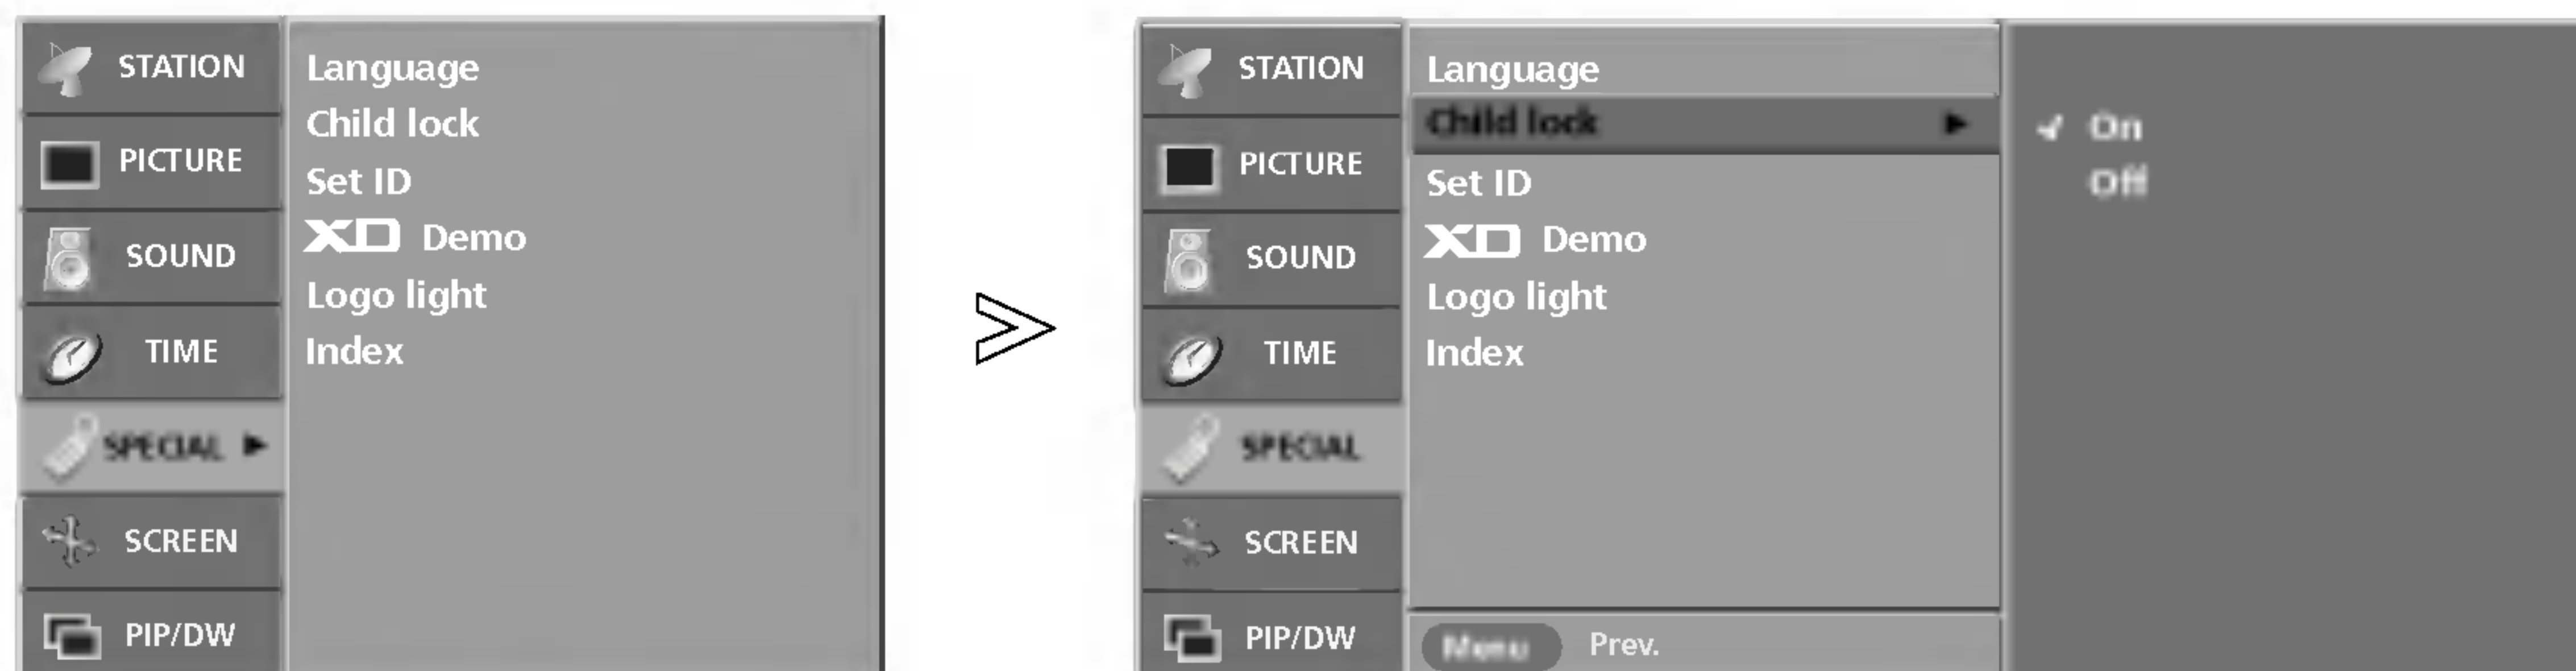 STATION
PICTURE
SOUND
TIME
SPECIAL
SCREEN
PIP/DW
Language
Child lock
Set ID
XD Demo
Logo light
Index
STATION
PICTURE
SOUND
TIME
SPECIAL
SCREEN
PIP/DW
Language
Child lock
Set ID
XD Demo
Logo light
Index
Menu Prev.
On
Off